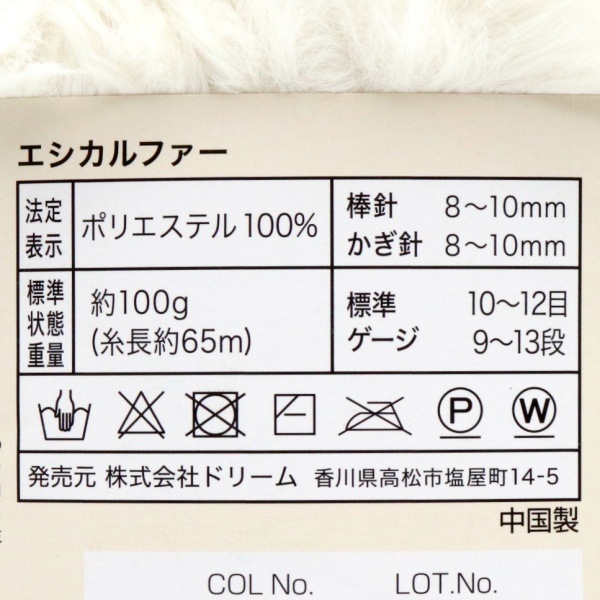 エシカルファー
法定
表示
ポリエステル100%
棒針 8〜10mm
かぎ針 8〜10mm
標準
状態
重量
約100g
(糸長約65m)
標準 10〜12目
ゲージ 9〜13段
P W
発売元 株式会社ドリーム 香川県高松市塩屋町14-5
中国製
COL No. LOT.No.